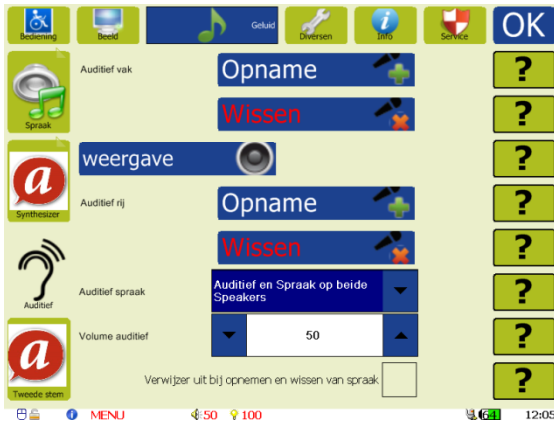 Bediening
Beeld
Geluid
Diversen
Info
Service
OK
Spraak
Auditief vak
Opname
?
Wissen
?
Synthesizer
weergave
?
Auditief rij
Opname
?
Wissen
?
Auditief
Auditief spraak
Auditief en Spraak op beide
Speakers
?
Volume auditief
50
?
Tweede stem
Verwijzer uit bij opnemen en wissen van spraak
?
MENU
50
100
64
12:05